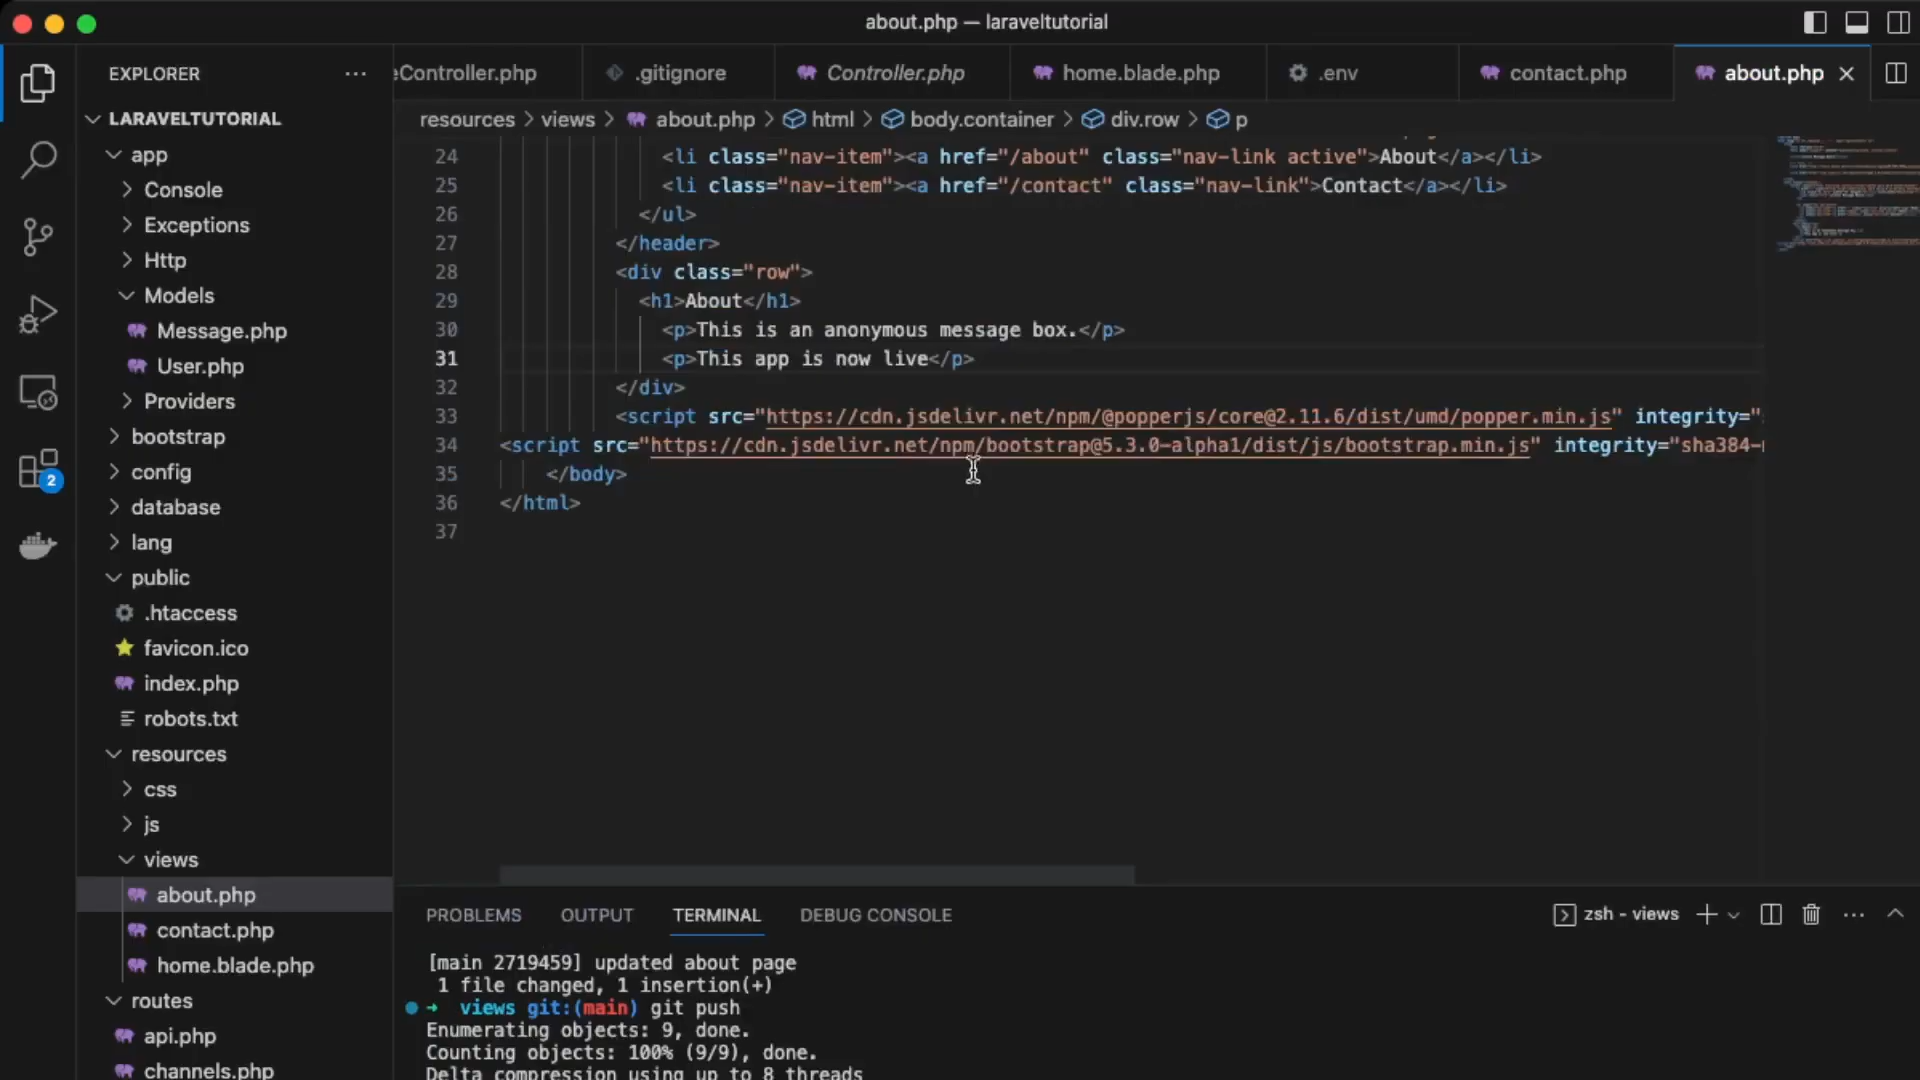 about.php — laraveltutorial
EXPLORER
eController.php
.gitignore
Controller.php
home.blade.php
.env
contact.php
about.php
LARAVELTUTORIAL
resources > views > about.php > html > body.container > div.row > p
app
Console
Exceptions
Http
Models
Message.php
User.php
Providers
bootstrap
config
database
lang
public
.htaccess
favicon.ico
index.php
robots.txt
resources
css
js
views
about.php
contact.php
home.blade.php
routes
api.php
channels.php
2
24 <li class="nav-item"><a href="/about" class="nav-link active">About</a></li>
25 <li class="nav-item"><a href="/contact" class="nav-link">Contact</a></li>
26 </ul>
27 </header>
28 <div class="row">
29 <h1>About</h1>
30 <p>This is an anonymous message box.</p>
31 <p>This app is now live</p>
32 </div>
33 <script src="https://cdn.jsdelivr.net/npm/@popperjs/core@2.11.6/dist/umd/popper.min.js" integrity="
34 <script src="https://cdn.jsdelivr.net/npm/bootstrap@5.3.0-alpha1/dist/js/bootstrap.min.js" integrity="sha384-
35 </body>
36 </html>
37
PROBLEMS
OUTPUT
TERMINAL
DEBUG CONSOLE
zsh - views
[main 2719459] updated about page
1 file changed, 1 insertion(+)
➜ views git:(main) git push
Enumerating objects: 9, done.
Counting objects: 100% (9/9), done.
Delta compression using up to 8 threads